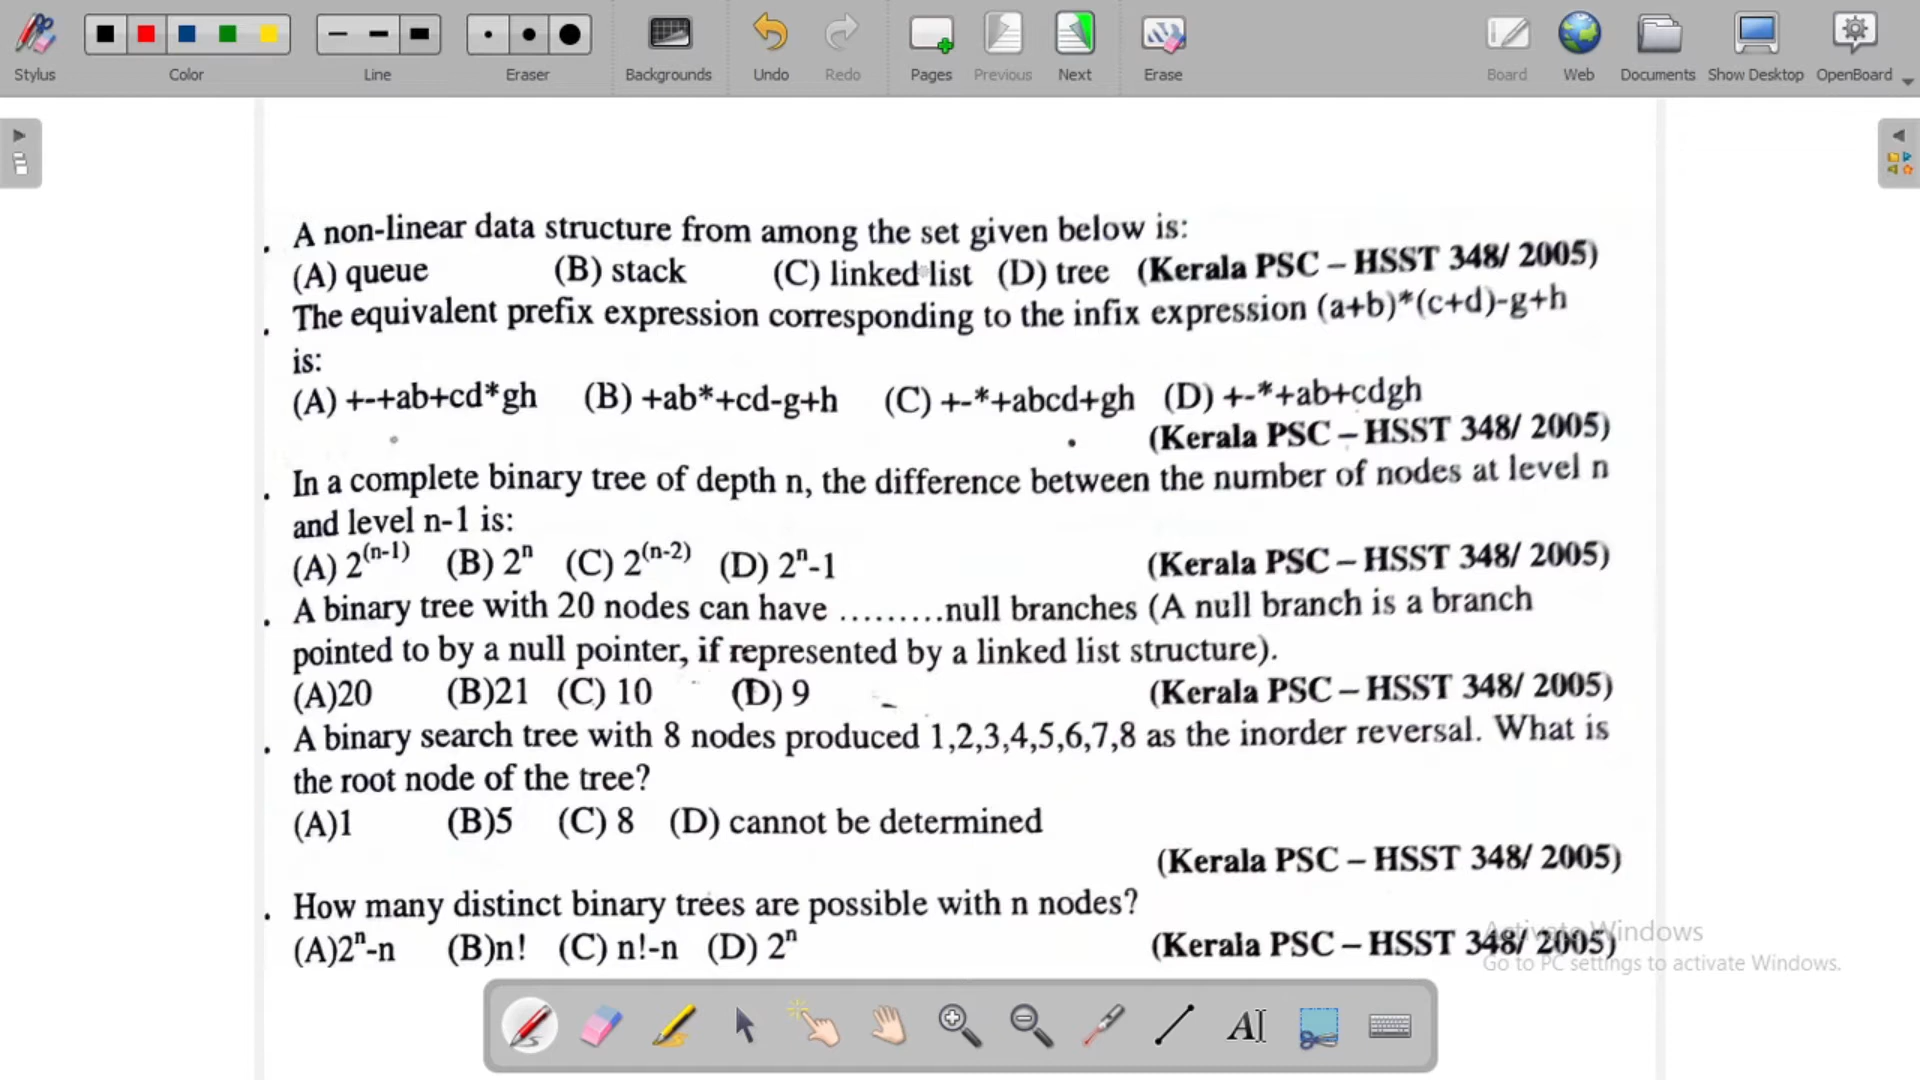 Stylus
Color
Line
Eraser
Backgrounds
Undo
Redo
Pages
Previous
Next
Erase
Board
Web
Documents
Show Desktop
OpenBoard
. A non-linear data structure from among the set given below is:
(A) queue (B) stack (C) linked list (D) tree (Kerala PSC – HSST 348/ 2005)
. The equivalent prefix expression corresponding to the infix expression (a+b)*(c+d)-g+h
is:
(A) +-+ab+cd*gh (B) +ab*+cd-g+h (C) +-*+abcd+gh (D) +-*+ab+cdgh
(Kerala PSC – HSST 348/ 2005)
. In a complete binary tree of depth n, the difference between the number of nodes at level n
and level n-1 is:
(A) 2^(n-1) (B) 2^n (C) 2^(n-2) (D) 2^n-1 (Kerala PSC – HSST 348/ 2005)
. A binary tree with 20 nodes can have .........null branches (A null branch is a branch
pointed to by a null pointer, if represented by a linked list structure).
(A)20 (B)21 (C) 10 (D) 9 (Kerala PSC – HSST 348/ 2005)
. A binary search tree with 8 nodes produced 1,2,3,4,5,6,7,8 as the inorder reversal. What is
the root node of the tree?
(A)1 (B)5 (C) 8 (D) cannot be determined
(Kerala PSC – HSST 348/ 2005)
. How many distinct binary trees are possible with n nodes?
(A)2^n-n (B)n! (C) n!-n (D) 2^n (Kerala PSC – HSST 348/ 2005)
Activate Windows
Go to PC settings to activate Windows.
AI